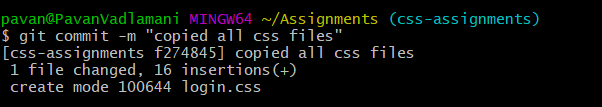 pavan@PavanVadlamani MINGW64 ~/Assignments (css-assignments)
$ git commit -m "copied all css files"
[css-assignments f274845] copied all css files
 1 file changed, 16 insertions(+)
 create mode 100644 login.css